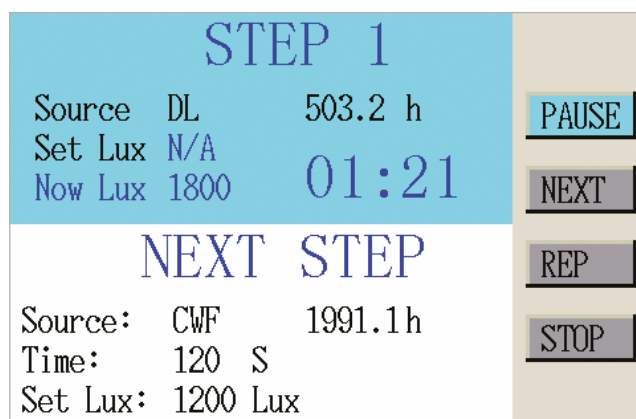 STEP 1
Source DL 503.2 h
Set Lux N/A
Now Lux 1800 01:21
NEXT STEP
Source: CWF 1991.1h
Time: 120 S
Set Lux: 1200 Lux
PAUSE
NEXT
REP
STOP